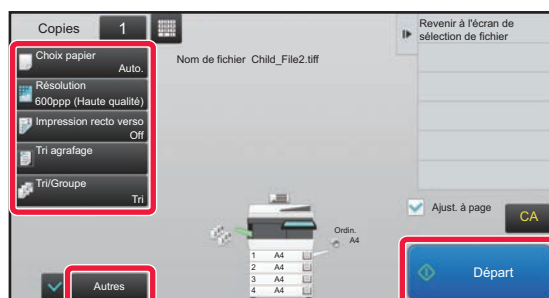 Copies 1
Revenir à l'écran de
sélection de fichier
Nom de fichier Child_File2.tiff
Choix papier
Auto.
Résolution
600ppp (Haute qualité)
Impression recto verso
Off
Tri agrafage
Tri/Groupe
Tri
Ajust. à page
CA
Ordin.
A4
1 A4
2 A4
3 A4
4 A4
Autres
Départ